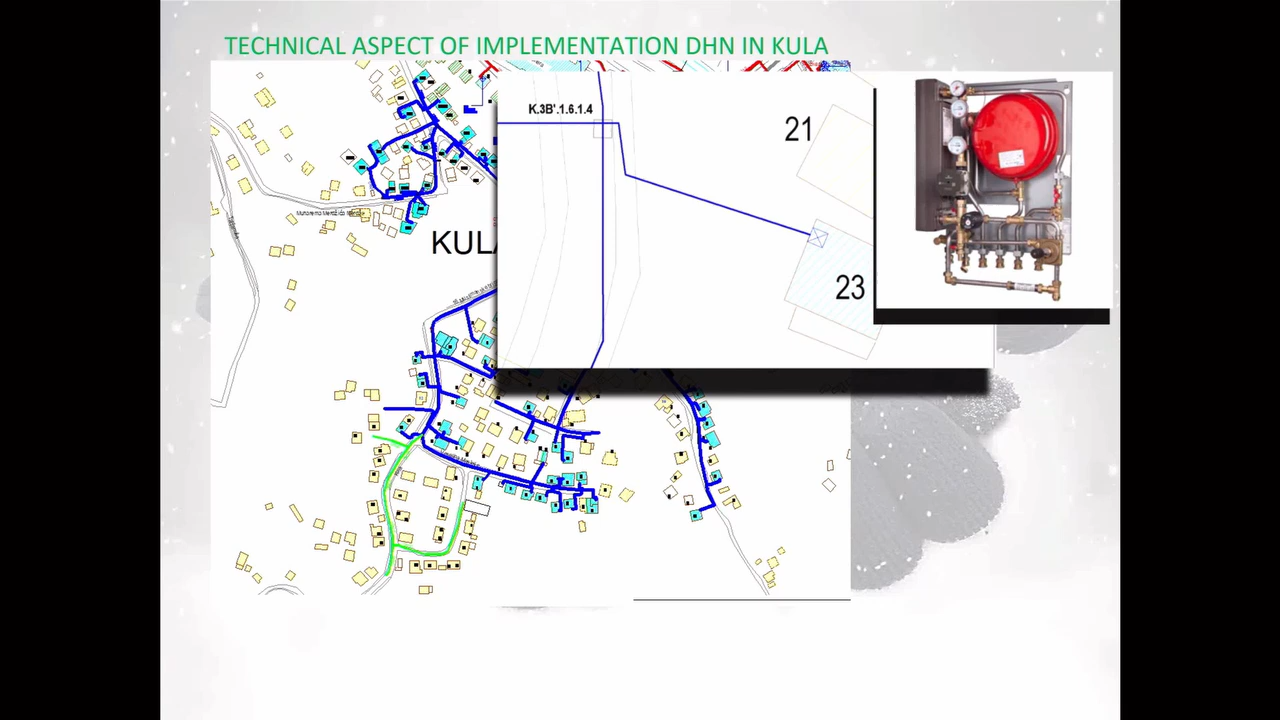 TECHNICAL ASPECT OF IMPLEMENTATION DHN IN KULA
K.3B'.1.6.1.4
21
KULA
23